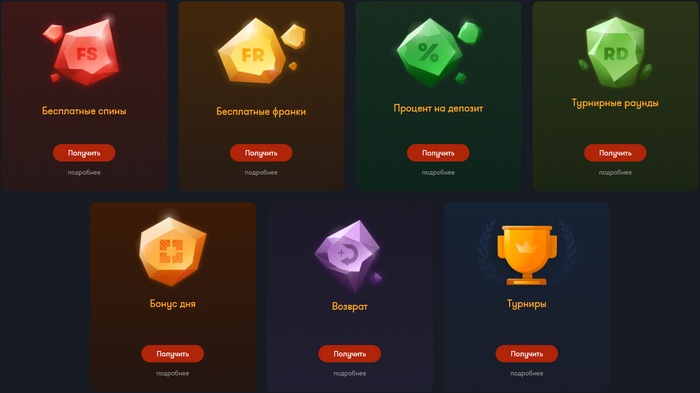 FS
FR
%
RD
Бесплатные спины
Бесплатные франки
Процент на депозит
Турнирные раунды
Получить
Получить
Получить
Получить
подробнее
подробнее
подробнее
подробнее
Бонус дня
Возврат
Турниры
Получить
Получить
Получить
подробнее
подробнее
подробнее